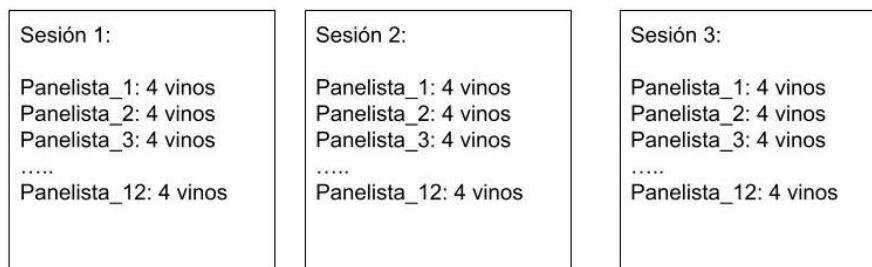 Sesión 1:
Panelista_1: 4 vinos
Panelista_2: 4 vinos
Panelista_3: 4 vinos
…..
Panelista_12: 4 vinos
Sesión 2:
Panelista_1: 4 vinos
Panelista_2: 4 vinos
Panelista_3: 4 vinos
…..
Panelista_12: 4 vinos
Sesión 3:
Panelista_1: 4 vinos
Panelista_2: 4 vinos
Panelista_3: 4 vinos
…..
Panelista_12: 4 vinos